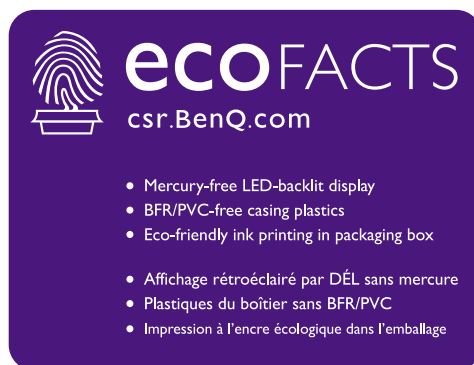 ecoFACTS
csr.BenQ.com
• Mercury-free LED-backlit display
• BFR/PVC-free casing plastics
• Eco-friendly ink printing in packaging box
• Affichage rétroéclairé par DÉL sans mercure
• Plastiques du boîtier sans BFR/PVC
• Impression à l'encre écologique dans l'emballage